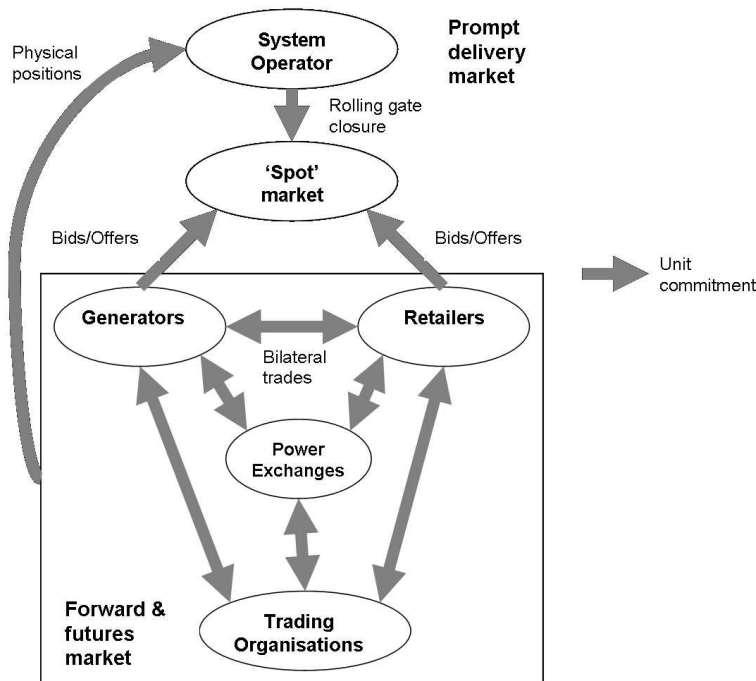 Physical
positions
System
Operator
Prompt
delivery
market
Rolling gate
closure
‘Spot’
market
Bids/Offers
Bids/Offers
Unit
commitment
Generators
Retailers
Bilateral
trades
Power
Exchanges
Forward &
futures
market
Trading
Organisations